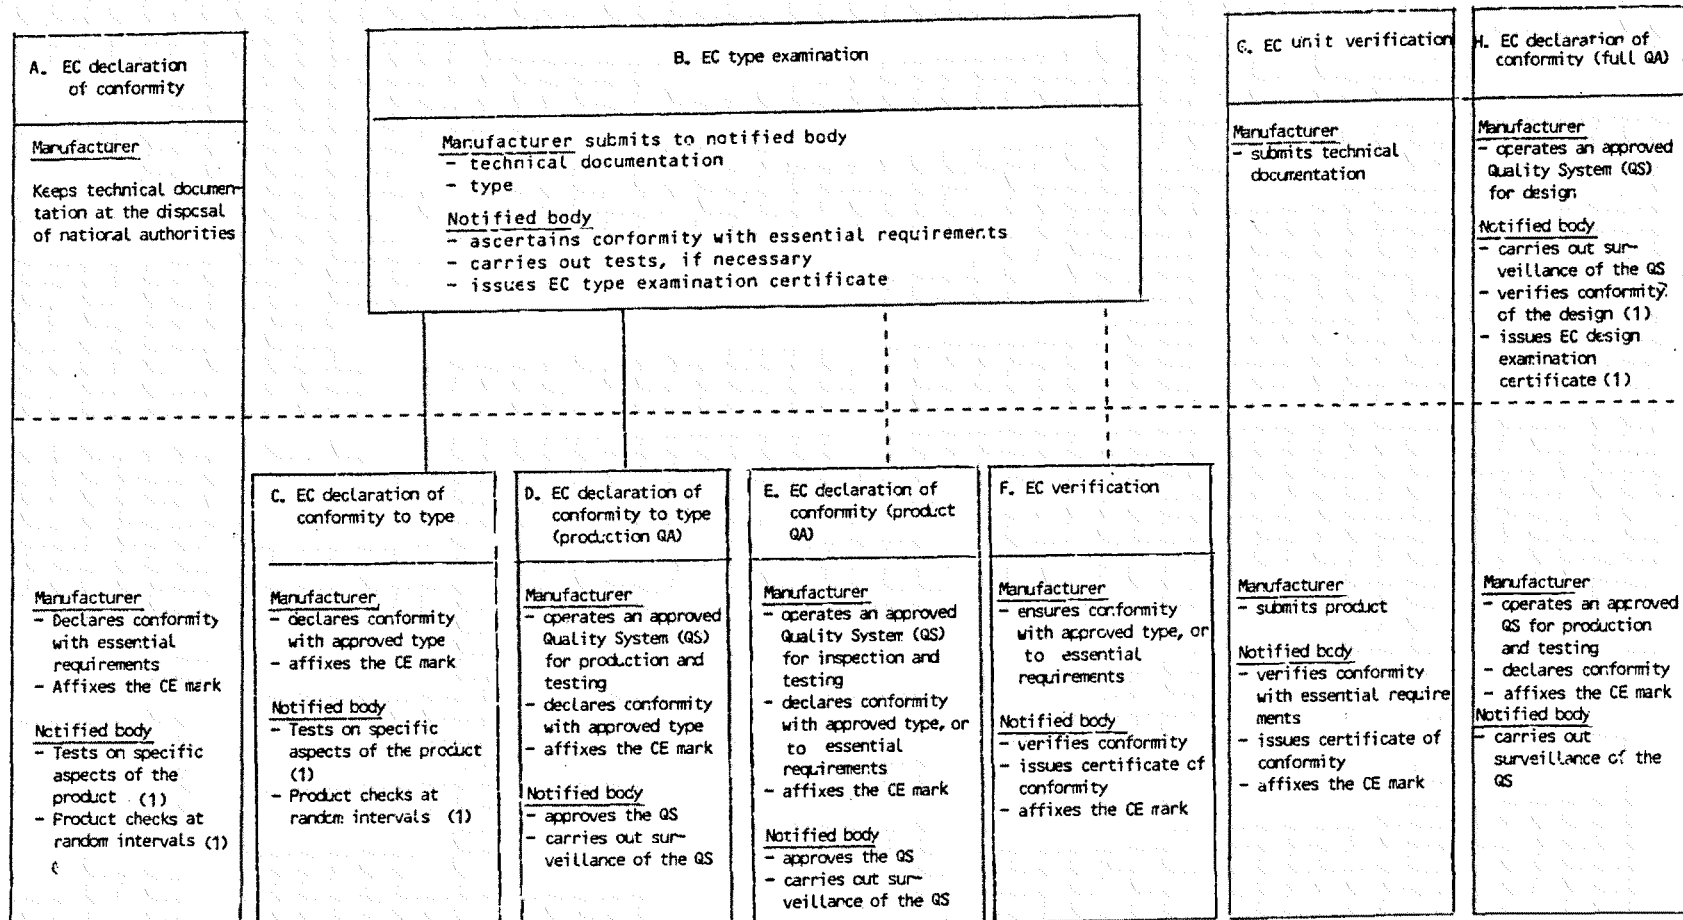 A. EC declaration
of conformity
Manufacturer
Keeps technical documen-
tation at the disposal
of national authorities
B. EC type examination
Manufacturer submits to notified body
- technical documentation
- type
Notified body
- ascertains conformity with essential requirements
- carries out tests, if necessary
- issues EC type examination certificate
G. EC unit verification
Manufacturer
- submits technical
documentation
H. EC declaration of
conformity (full QA)
Manufacturer
- operates an approved
Quality System (QS)
for design
Notified body
- carries out sur-
veillance of the QS
- verifies conformity
of the design (1)
- issues EC design
examination
certificate (1)
Manufacturer
- Declares conformity
with essential
requirements
- Affixes the CE mark
Notified body
- Tests on specific
aspects of the
product (1)
- Product checks at
random intervals (1)
C. EC declaration of
conformity to type
Manufacturer
- declares conformity
with approved type
- affixes the CE mark
Notified body
- Tests on specific
aspects of the product
(1)
- Product checks at
random intervals (1)
D. EC declaration of
conformity to type
(production QA)
Manufacturer
- operates an approved
Quality System (QS)
for production and
testing
- declares conformity
with approved type
- affixes the CE mark
Notified body
- approves the QS
- carries out sur-
veillance of the QS
E. EC declaration of
conformity (product
QA)
Manufacturer
- operates an approved
Quality System (QS)
for inspection and
testing
- declares conformity
with approved type, or
to essential
requirements
- affixes the CE mark
Notified body
- approves the QS
- carries out sur-
veillance of the QS
F. EC verification
Manufacturer
- ensures conformity
with approved type, or
to essential
requirements
Notified body
- verifies conformity
- issues certificate of
conformity
- affixes the CE mark
Manufacturer
- submits product
Notified body
- verifies conformity
with essential require
ments
- issues certificate of
conformity
- affixes the CE mark
Manufacturer
- operates an approved
QS for production
and testing
- declares conformity
- affixes the CE mark
Notified body
- carries out
surveillance of the
QS